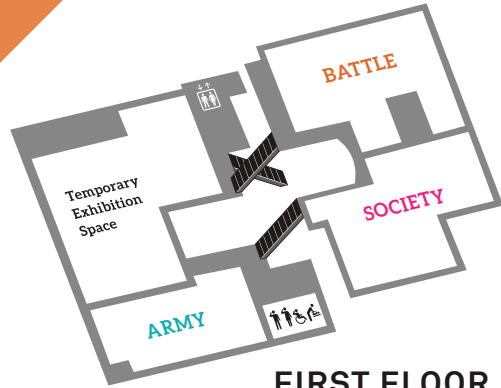 BATTLE
Temporary
Exhibition
Space
SOCIETY
ARMY
FIRST FLOOR